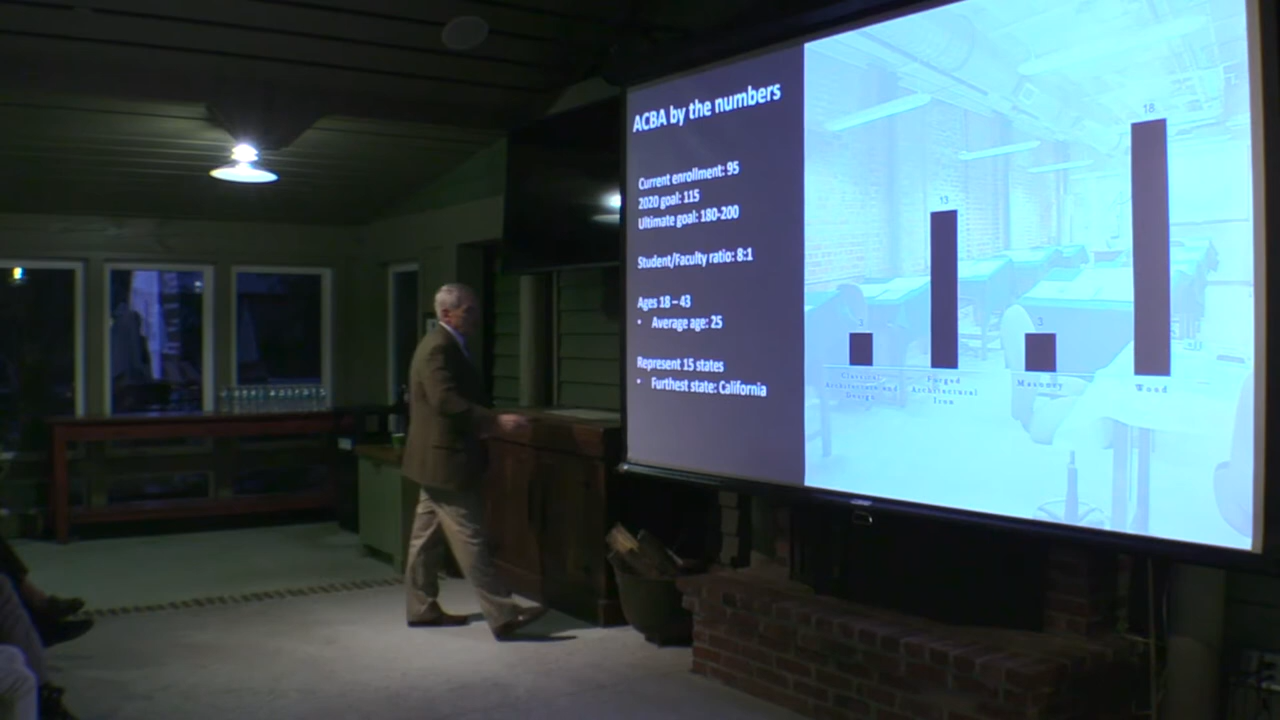 ACBA by the numbers
Current enrollment: 95
2020 goal: 115
Ultimate goal: 180-200
Student/Faculty ratio: 8:1
Ages 18 – 43
• Average age: 25
Represent 15 states
• Furthest state: California
3
13
3
18
Classical
Architecture and
Design
Forged
Architectural
Iron
Masonry
Wood